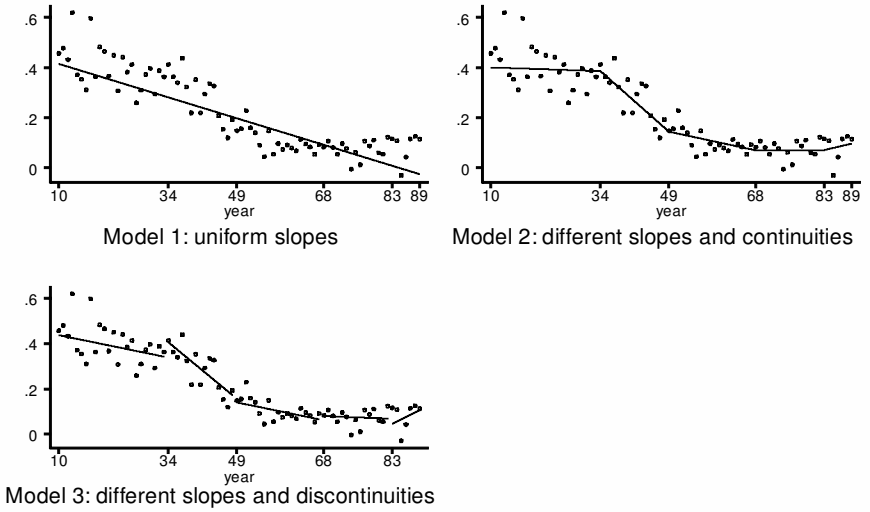 .6
.4
.2
0
10 34 49 68 83 89
year
Model 1: uniform slopes
.6
.4
.2
0
10 34 49 68 83 89
year
Model 2: different slopes and continuities
.6
.4
.2
0
10 34 49 68 83
year
Model 3: different slopes and discontinuities